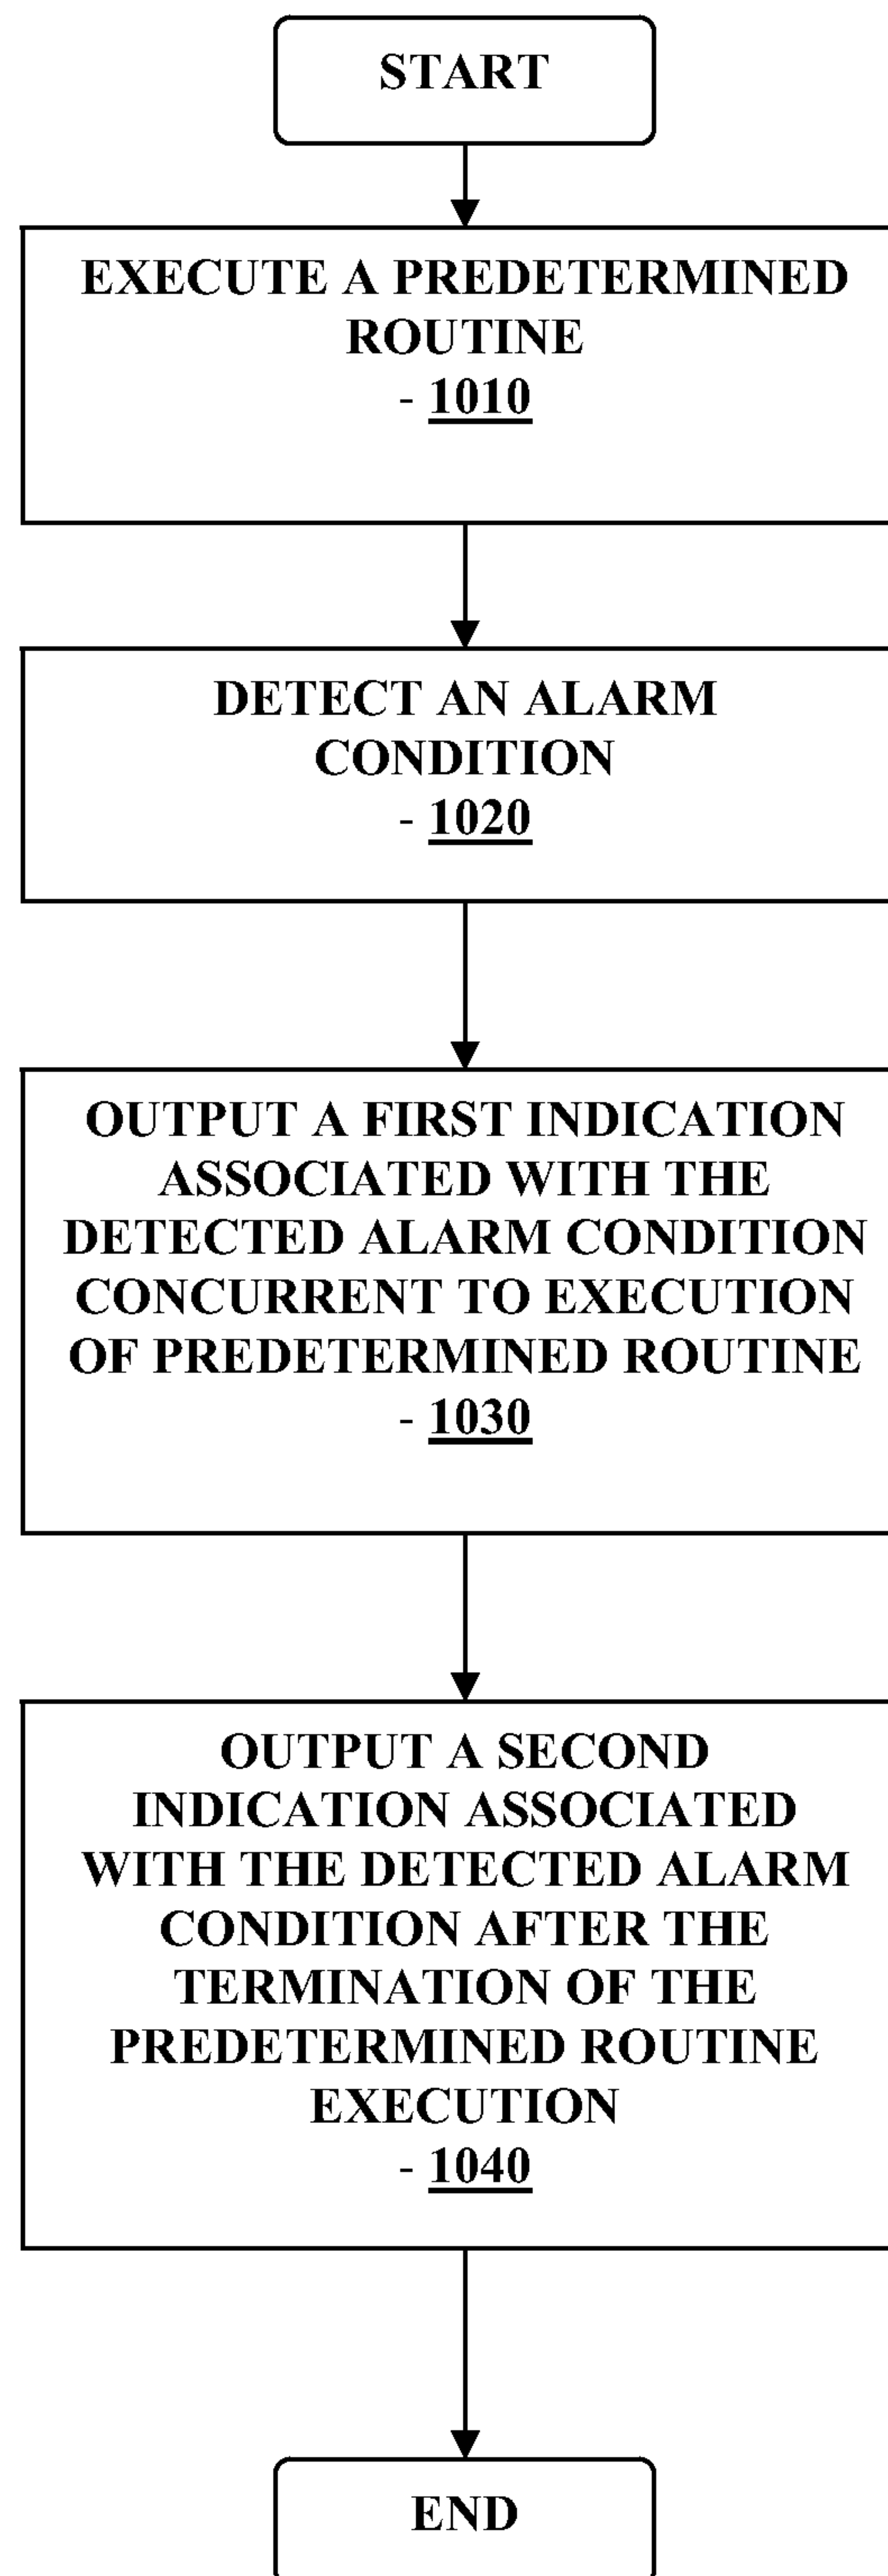 START
EXECUTE A PREDETERMINED
ROUTINE
- 1010
DETECT AN ALARM
CONDITION
- 1020
OUTPUT A FIRST INDICATION
ASSOCIATED WITH THE
DETECTED ALARM CONDITION
CONCURRENT TO EXECUTION
OF PREDETERMINED ROUTINE
- 1030
OUTPUT A SECOND
INDICATION ASSOCIATED
WITH THE DETECTED ALARM
CONDITION AFTER THE
TERMINATION OF THE
PREDETERMINED ROUTINE
EXECUTION
- 1040
END